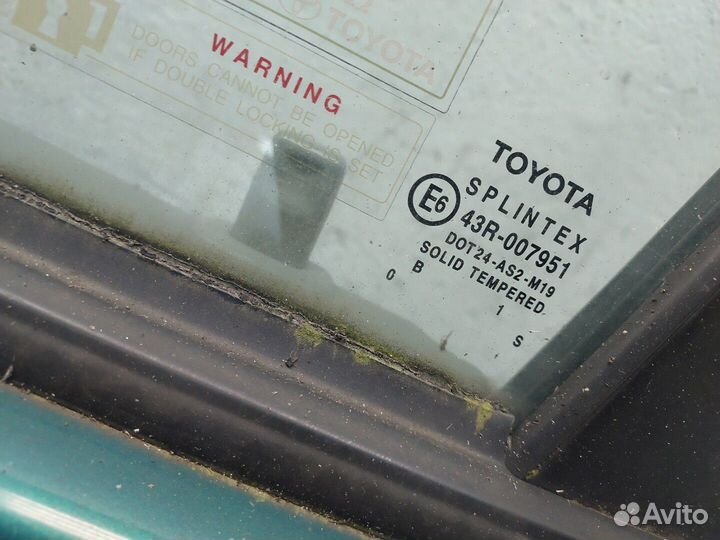 TOYOTA
WARNING
DOORS CANNOT BE OPENED
IF DOUBLE LOCKING IS SET
TOYOTA
SPLINTEX
E6 43R-007951
DOT24-AS2-M19
SOLID TEMPERED
0 B 1 S
Avito